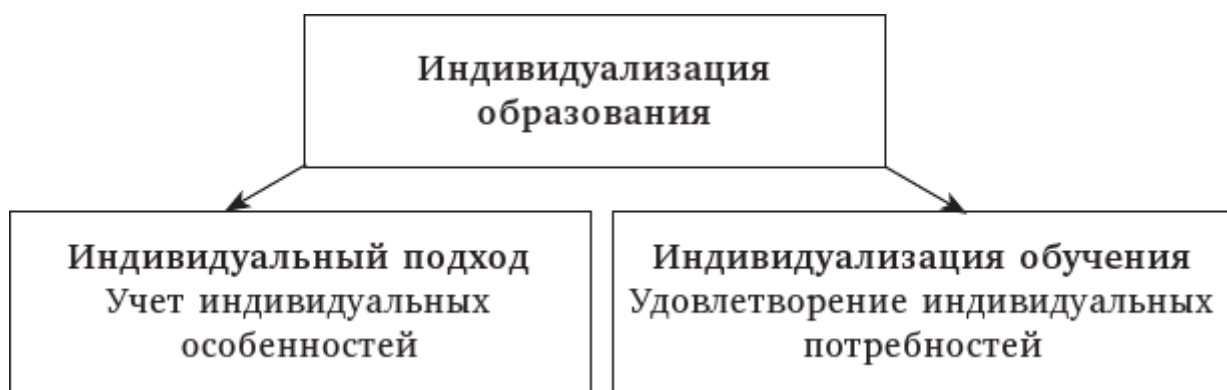 Индивидуализация
образования
Индивидуальный подход
Учет индивидуальных
особенностей
Индивидуализация обучения
Удовлетворение индивидуальных
потребностей